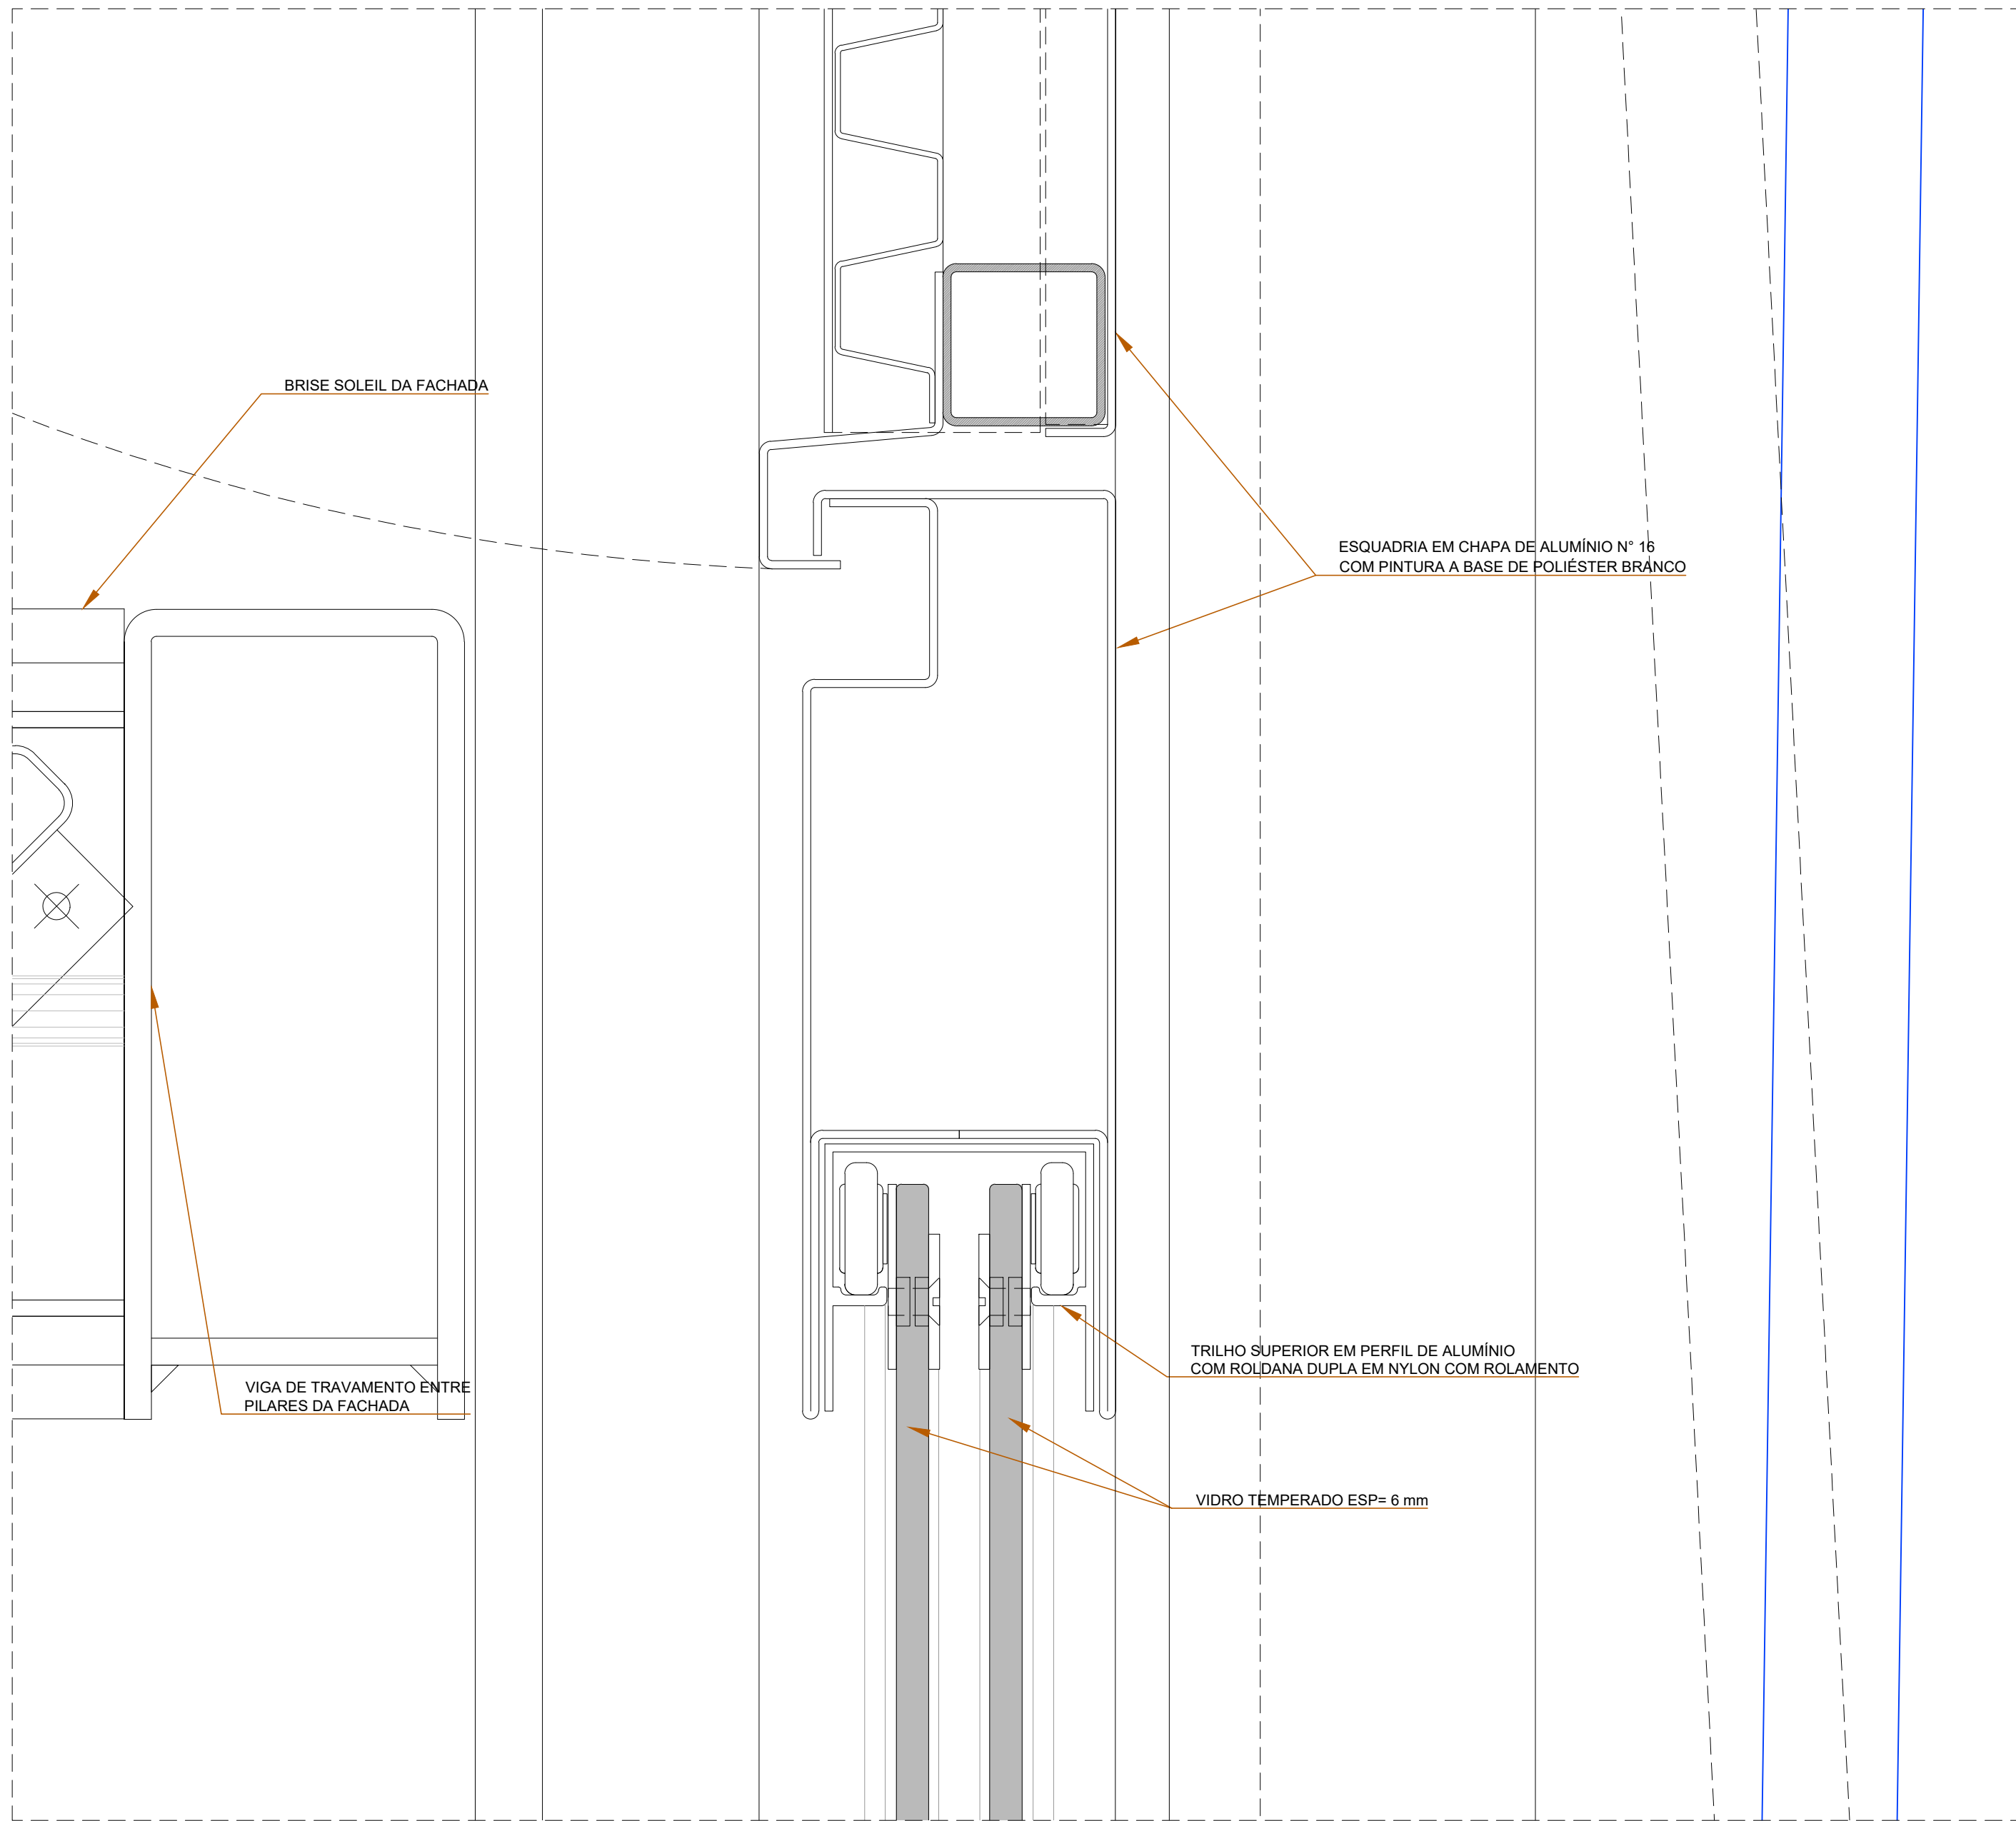 BRISE SOLEIL DA FACHADA
ESQUADRIA EM CHAPA DE ALUMÍNIO N° 16
COM PINTURA A BASE DE POLIÉSTER BRANCO
TRILHO SUPERIOR EM PERFIL DE ALUMÍNIO
COM ROLDANA DUPLA EM NYLON COM ROLAMENTO
VIGA DE TRAVAMENTO ENTRE
PILARES DA FACHADA
VIDRO TEMPERADO ESP= 6 mm